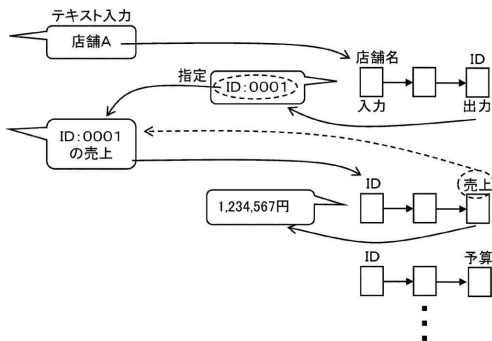 テキスト入力
店舗A
店舗名
ID
指定
ID:0001
入力
出力
ID:0001
の売上
ID
売上
1,234,567円
ID
予算